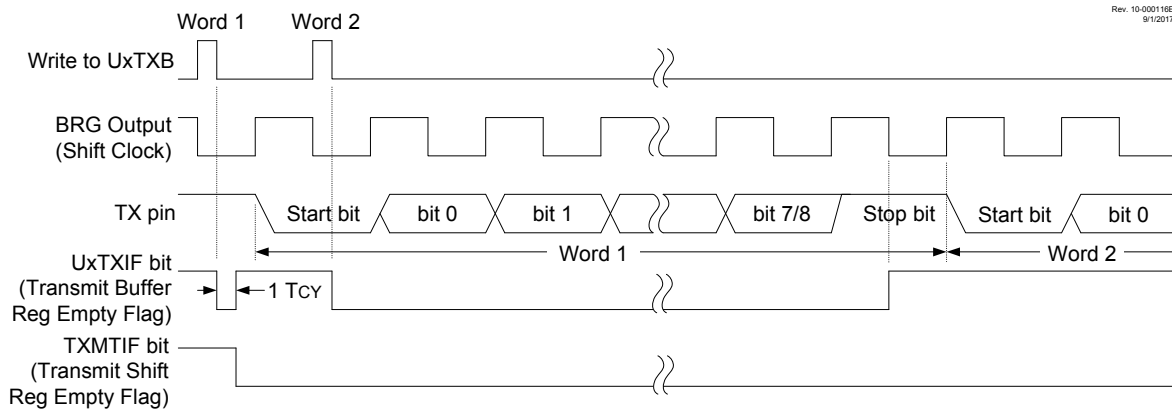 Rev. 10-000116B
9/1/2017
Word 1 Word 2
Write to UxTXB
BRG Output
(Shift Clock)
TX pin
Start bit bit 0 bit 1 bit 7/8 Stop bit Start bit bit 0
Word 1 Word 2
UxTXIF bit
(Transmit Buffer
Reg Empty Flag)
1 TCY
TXMTIF bit
(Transmit Shift
Reg Empty Flag)